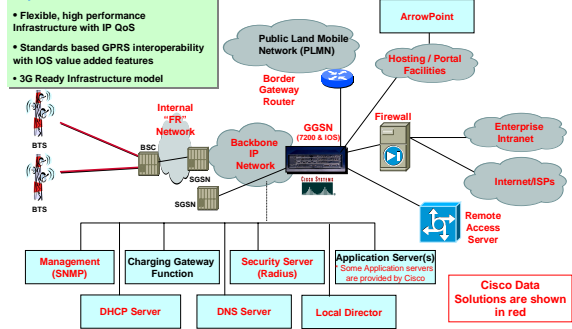 • Flexible, high performance
Infrastructure with IP QoS
• Standards based GPRS interoperability
with IOS value added features
• 3G Ready Infrastructure model
ArrowPoint
Public Land Mobile
Network (PLMN)
Hosting / Portal
Facilities
Border
Gateway
Router
Internal
“FR”
Network
GGSN
(7200 & IOS)
Firewall
Enterprise
Intranet
BTS
BSC
Backbone
IP
Network
SGSN
Internet/ISPs
CISCO SYSTEMS
BTS
SGSN
Remote
Access
Server
Management
(SNMP)
Charging Gateway
Function
Security Server
(Radius)
Application Server(s)
* Some Application servers
are provided by Cisco
DHCP Server
DNS Server
Local Director
Cisco Data
Solutions are shown
in red